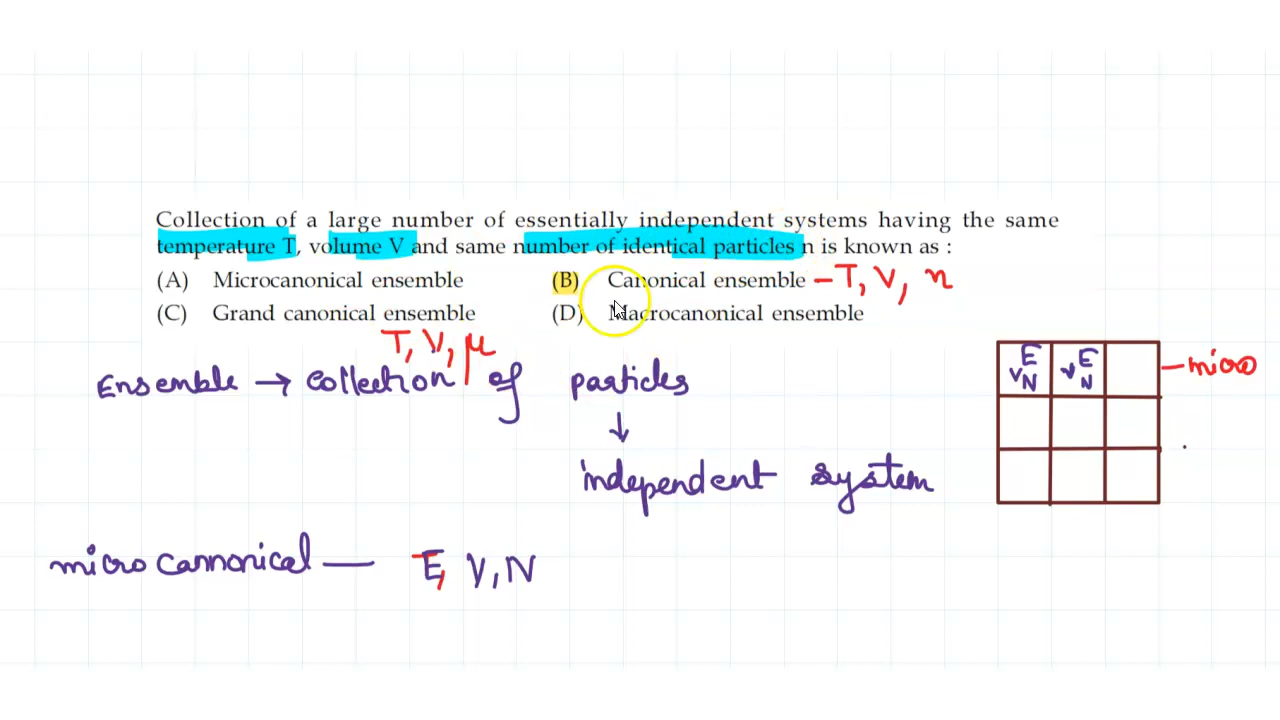 Collection of a large number of essentially independent systems having the same
temperature T, volume V and same number of identical particles n is known as :
(A) Microcanonical ensemble (B) Canonical ensemble – T, V, n
(C) Grand canonical ensemble (D) Macrocanonical ensemble
T, V, μ
Ensemble → Collection of particles
↓
independent system
E V N E V N – micro
microcannonical — E, V, N